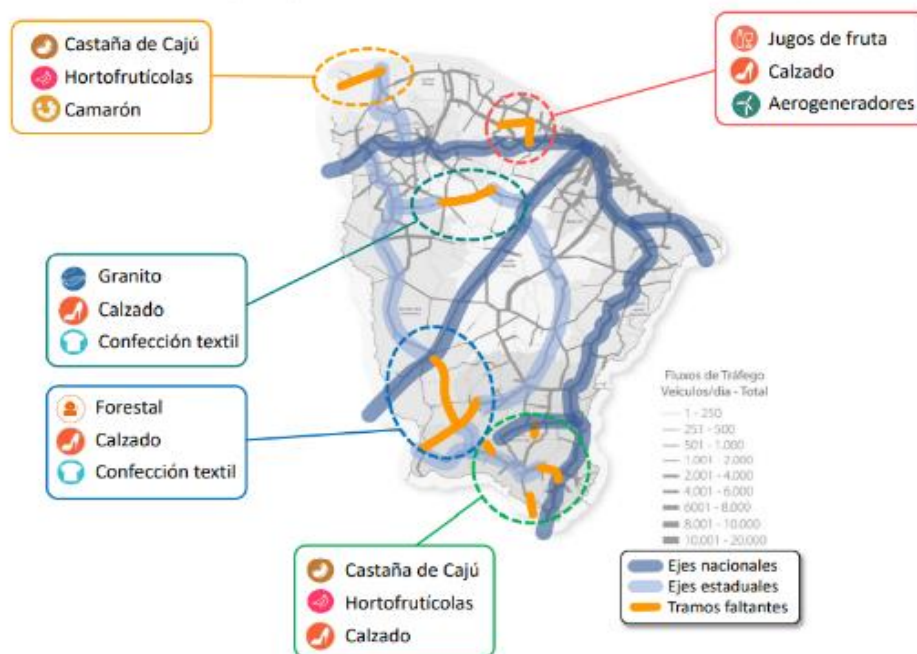 Castaña de Cajú
Hortofrutícolas
Camarón
Jugos de fruta
Calzado
Aerogeneradores
Granito
Calzado
Confección textil
Forestal
Calzado
Confección textil
Castaña de Cajú
Hortofrutícolas
Calzado
Fluxos de Tráfego
Veículos/dia - Total
1 - 250
251 - 500
501 - 1.000
1.001 - 2.000
2.001 - 4.000
4.001 - 6.000
6001 - 8.000
8.001 - 10.000
10.001 - 20.000
Ejes nacionales
Ejes estaduales
Tramos faltantes